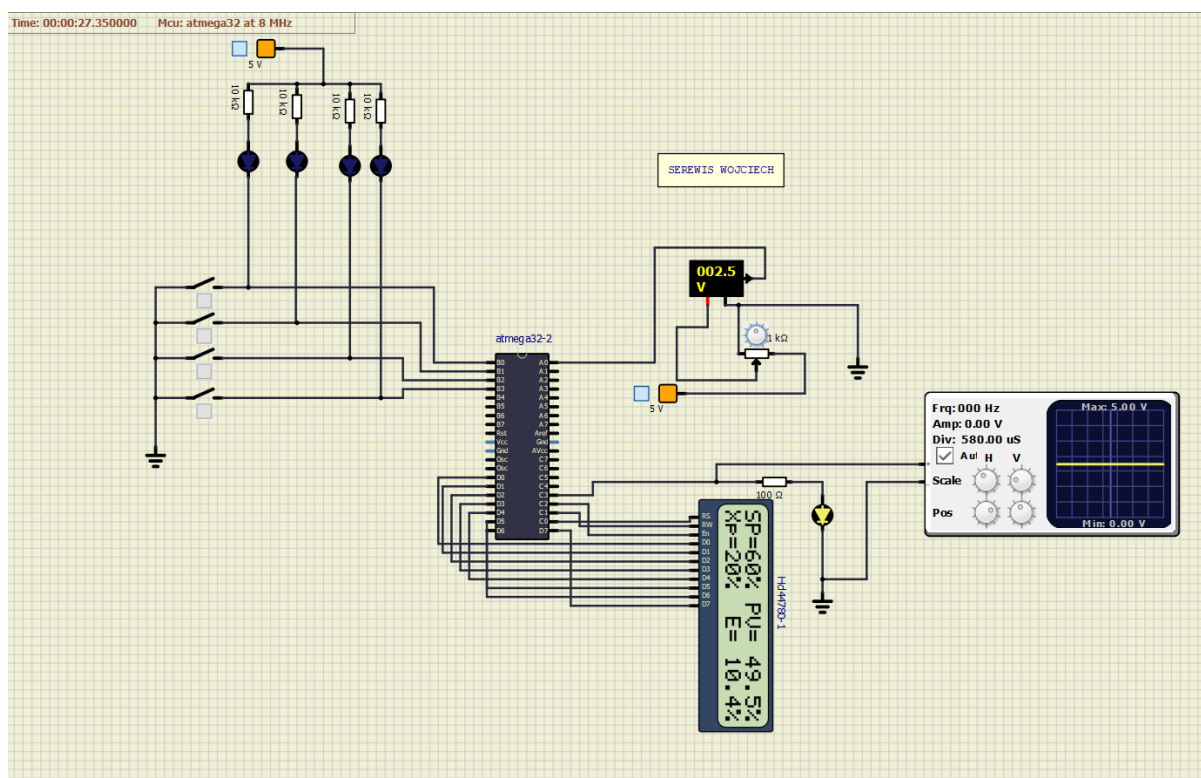 Time: 00:00:27.350000 Mcu: atmega32 at 8 MHz
5 V
10 kΩ
10 kΩ
10 kΩ
10 kΩ
SEREWIS WOJCIECH
002.5
V
1 kΩ
5 V
atmega32-2
B0 A0
B1 A1
B2 A2
B3 A3
B4 A4
B5 A5
B6 A6
B7 A7
Rst Aref
Vcc Gnd
Gnd AVcc
Osc C7
Osc C6
D0 C5
D1 C4
D2 C3
D3 C2
D4 C1
D5 C0
D6 D7
100 Ω
RS
RW
En
D0
D1
D2
D3
D4
D5
D6
D7
SP=60% PV= 49.5%
XP=20% E= 10.4%
Hd44780-1
Frq:000 Hz
Amp: 0.00 V
Div: 580.00 uS
Aut H V
Scale
Pos
Max: 5.00 V
Min: 0.00 V